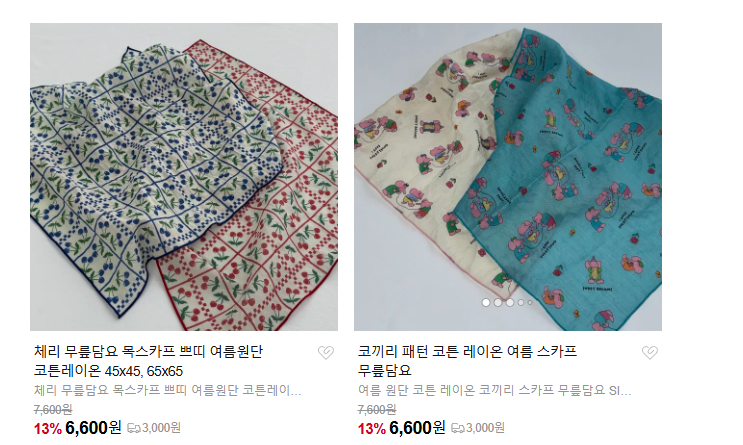 체리 무릎담요 목스카프 쁘띠 여름원단
코튼레이온 45x45, 65x65
체리 무릎담요 목스카프 쁘띠 여름원단 코튼레이...
7,600원
13% 6,600원 3,000원
코끼리 패턴 코튼 레이온 여름 스카프
무릎담요
여름 원단 코튼 레이온 코끼리 스카프 무릎담요 SI...
7,600원
13% 6,600원 3,000원